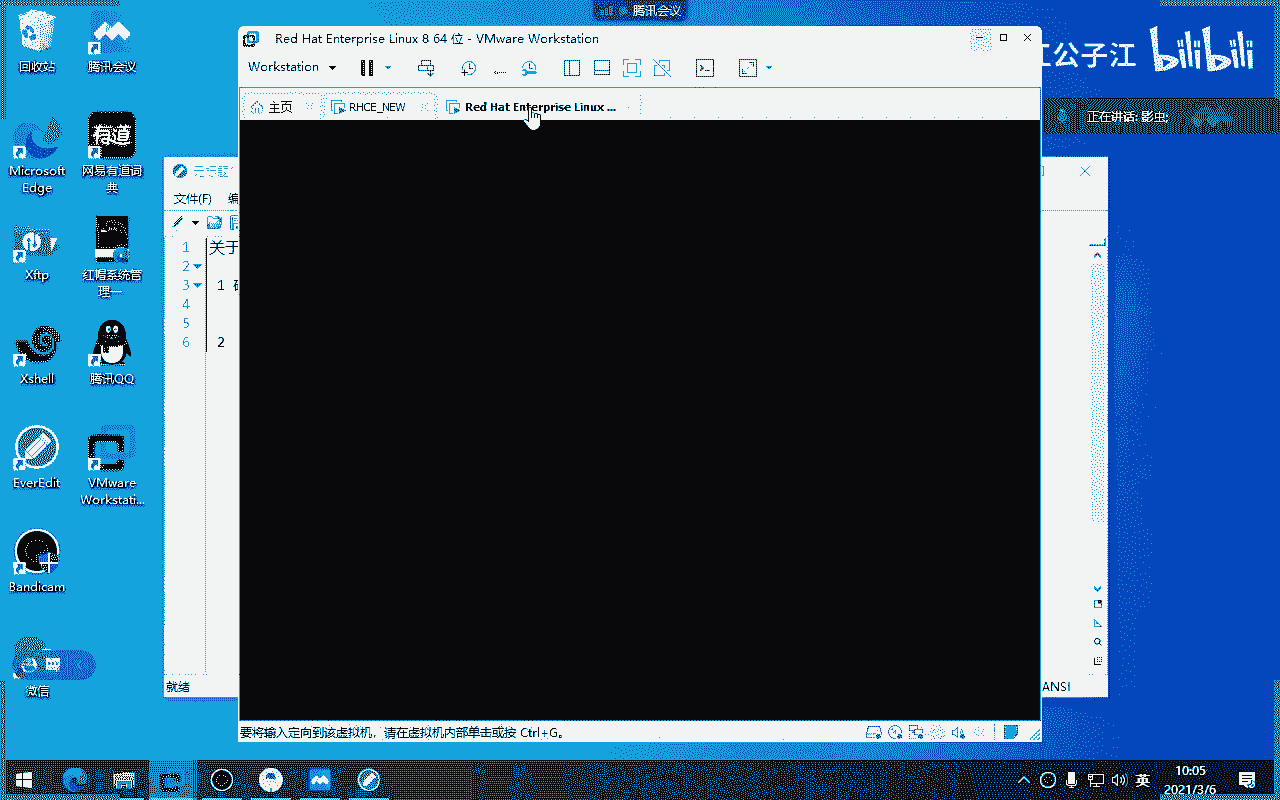 腾讯会议
Red Hat Enterprise Linux 8 64 位 - VMware Workstation
Workstation
主页
RHCE_NEW
Red Hat Enterprise Linux ...
江公子江
bilibili
正在讲话: 影虫;
回收站
腾讯会议
Microsoft
Edge
有道
网易有道词
典
Xftp
红帽系统管
理一
Xshell
腾讯QQ
EverEdit
VMware
Workstati...
Bandicam
微信
文件(F)
1
关于
2
3
1
4
5
6
2
就绪
ANSI
要将输入定向到该虚拟机，请在虚拟机内部单击或按 Ctrl+G。
英
10:05
2021/3/6